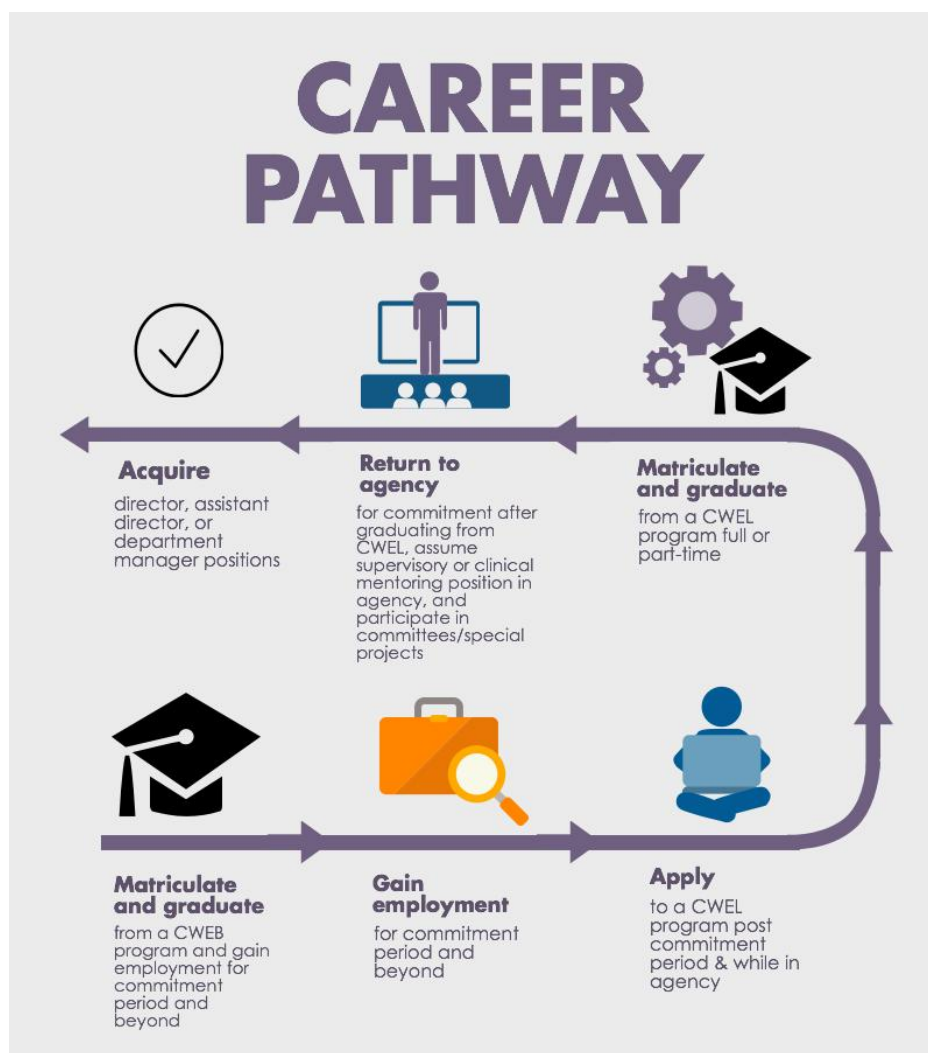 CAREER
PATHWAY
Matriculate
and graduate
from a CWEB
program and gain
employment for
commitment
period and
beyond
Gain
employment
for commitment
period and
beyond
Apply
to a CWEL
program post
commitment
period & while in
agency
Matriculate
and graduate
from a CWEL
program full or
part-time
Return to
agency
for commitment after
graduating from
CWEL, assume
supervisory or clinical
mentoring position in
agency, and
participate in
committees/special
projects
Acquire
director, assistant
director, or
department
manager positions